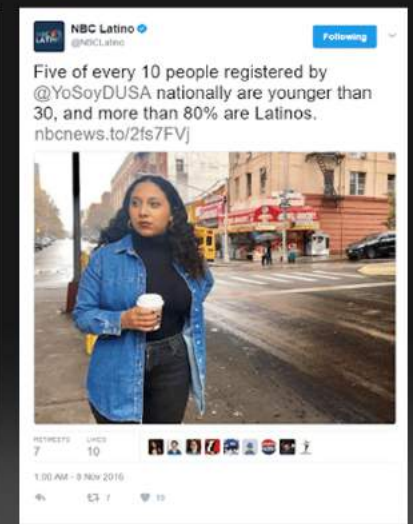 NBC Latino
@NBCLatino
Following
Five of every 10 people registered by
@YoSoyDUSA nationally are younger than
30, and more than 80% are Latinos.
nbcnews.to/2fs7FVj
RETWEETS LIKES
7 10
1:00 AM - 8 Nov 2016
7 10